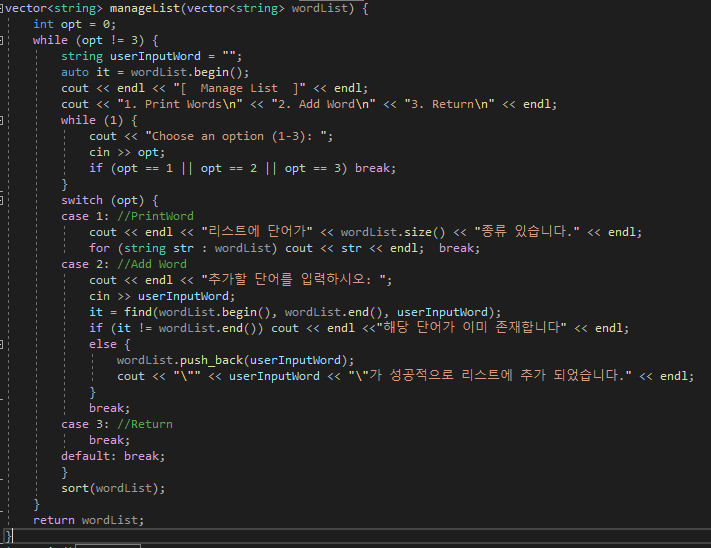 vector<string> manageList(vector<string> wordList) {
    int opt = 0;
    while (opt != 3) {
        string userInputWord = "";
        auto it = wordList.begin();
        cout << endl << "[  Manage List  ]" << endl;
        cout << "1. Print Words\n" << "2. Add Word\n" << "3. Return\n" << endl;
        while (1) {
            cout << "Choose an option (1-3): ";
            cin >> opt;
            if (opt == 1 || opt == 2 || opt == 3) break;
        }
        switch (opt) {
        case 1: //PrintWord
            cout << endl << "리스트에 단어가" << wordList.size() << "종류 있습니다." << endl;
            for (string str : wordList) cout << str << endl;  break;
        case 2: //Add Word
            cout << endl << "추가할 단어를 입력하시오: ";
            cin >> userInputWord;
            it = find(wordList.begin(), wordList.end(), userInputWord);
            if (it != wordList.end()) cout << endl <<"해당 단어가 이미 존재합니다" << endl;
            else {
                wordList.push_back(userInputWord);
                cout << "\"" << userInputWord << "\"가 성공적으로 리스트에 추가 되었습니다." << endl;
            }
            break;
        case 3: //Return
            break;
        default: break;
        }
        sort(wordList);
    }
    return wordList;
}